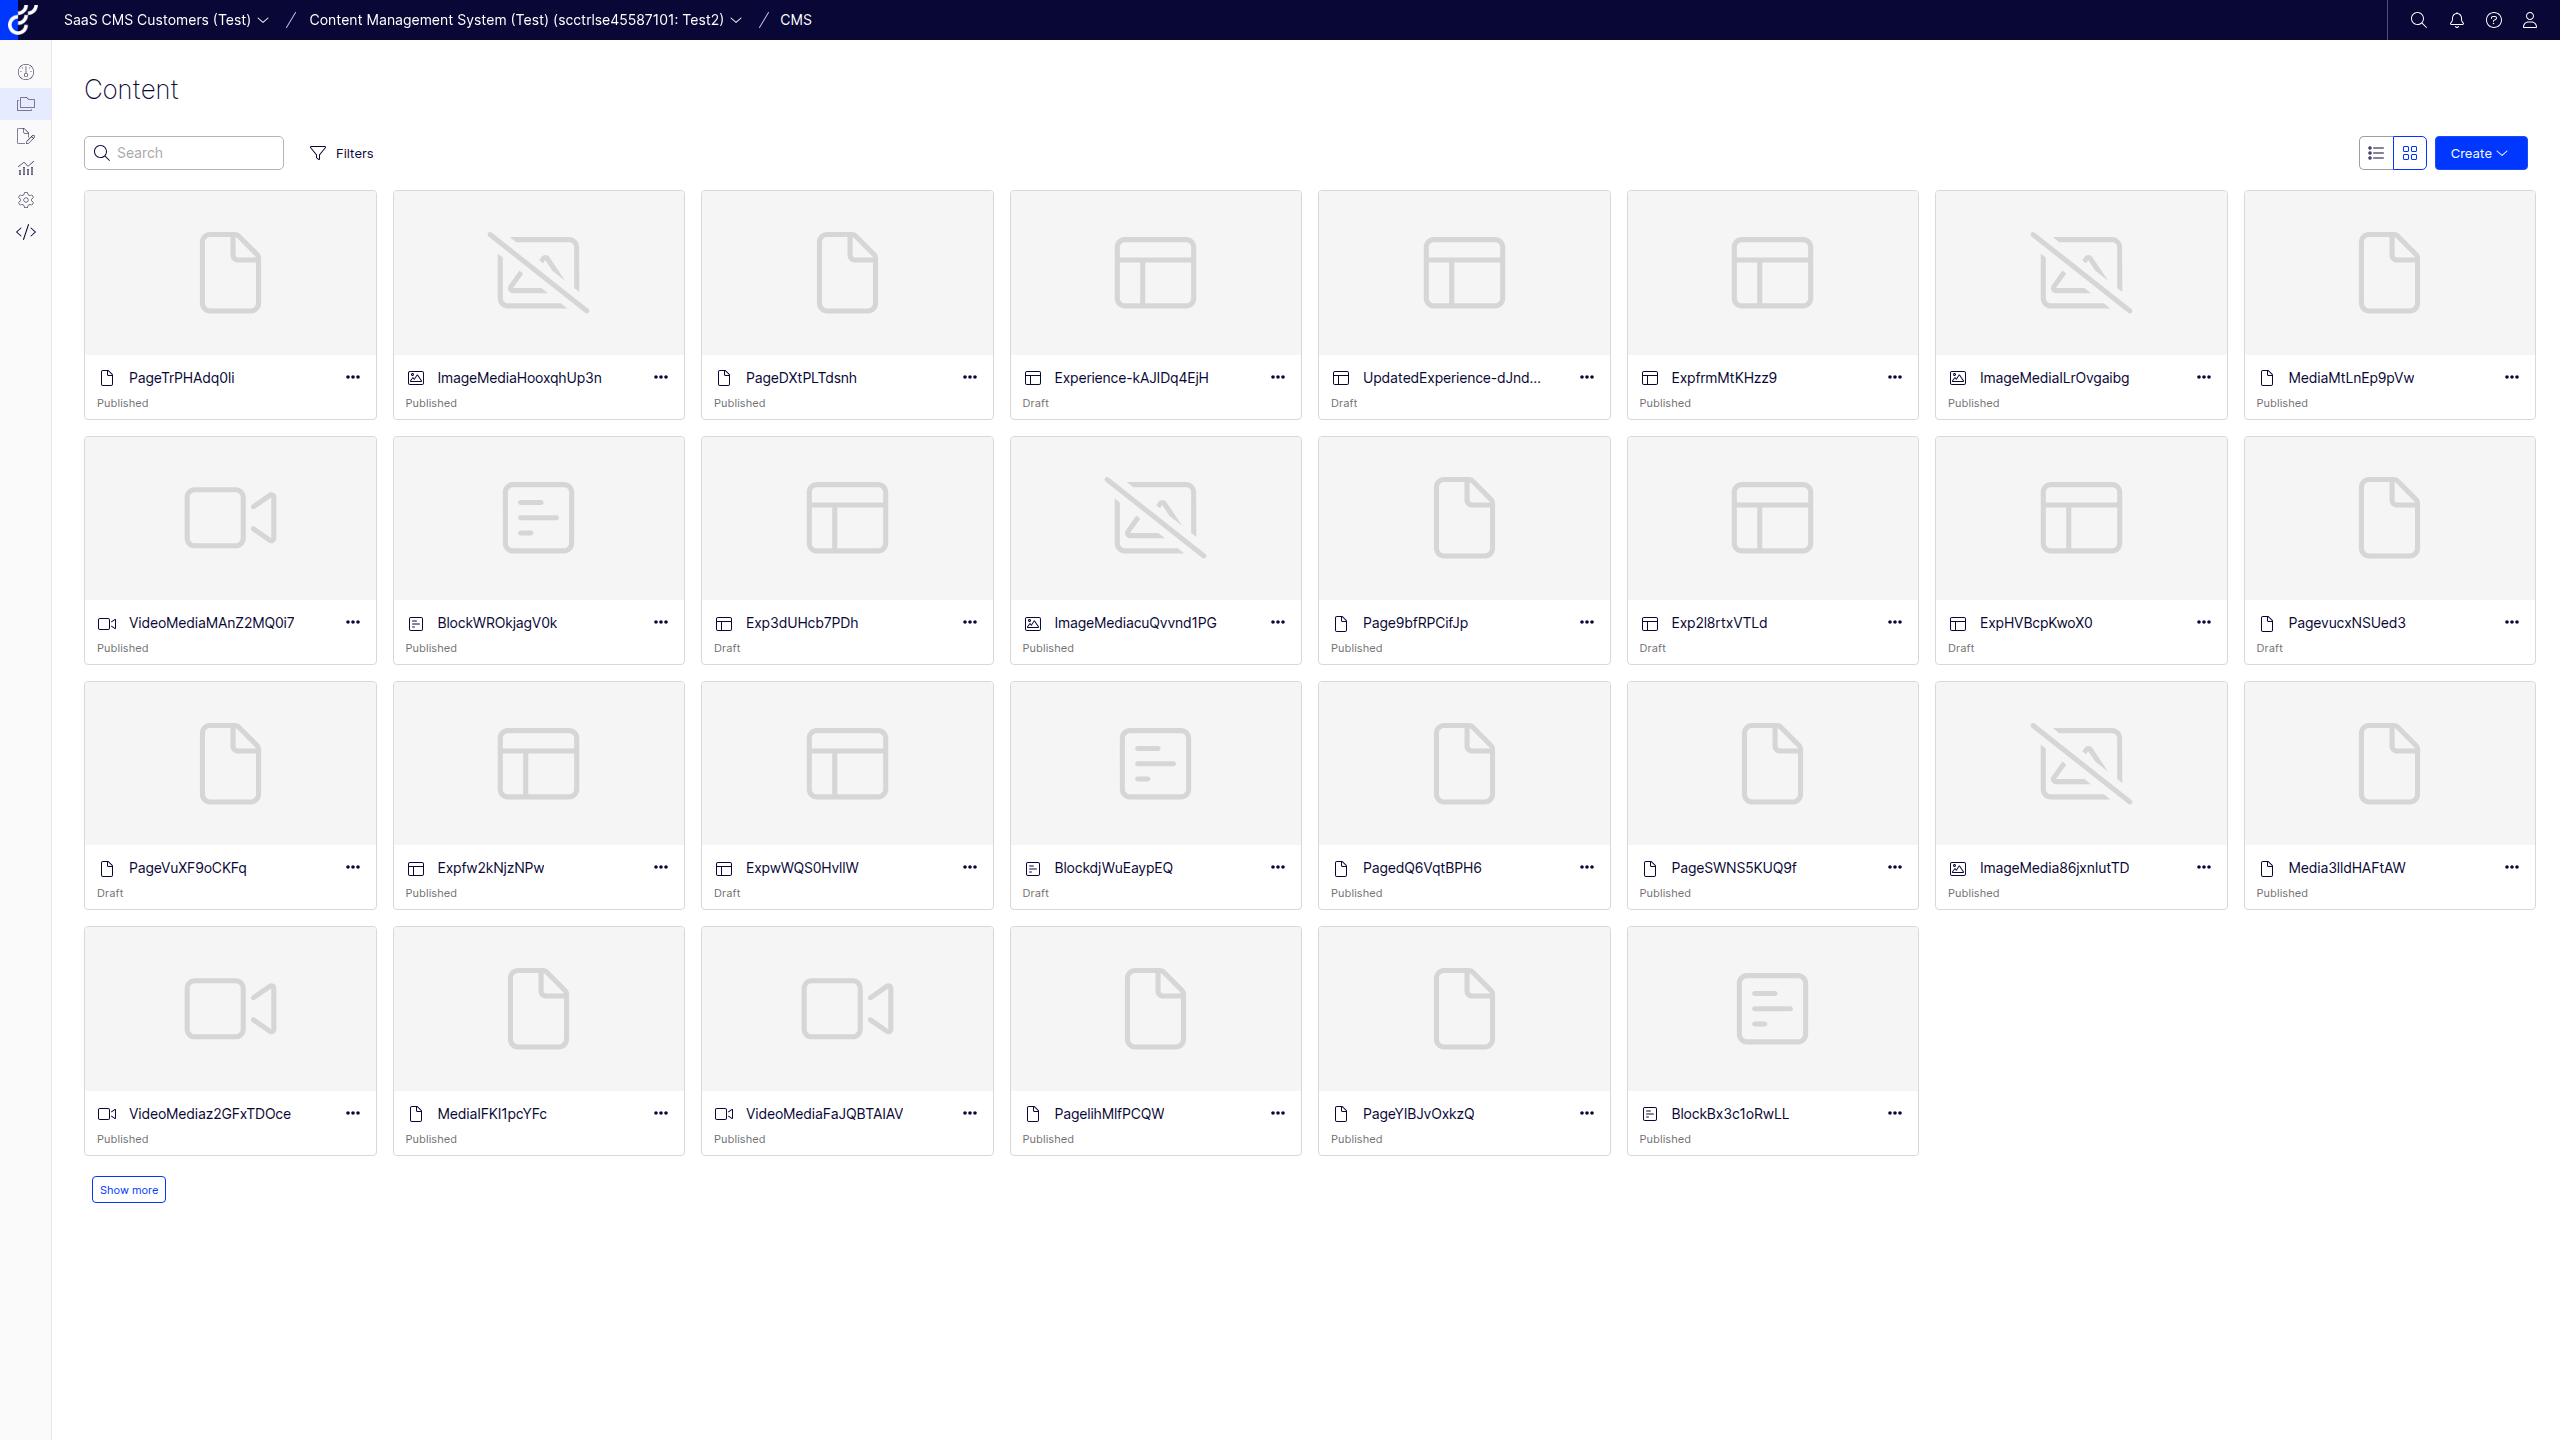 SaaS CMS Customers (Test) / Content Management System (Test) (scctrlse45587101: Test2) / CMS
Content
Search Filters Create
PageTrPHAdq0Ii ImageMediaHooxqhUp3n PageDXtPLTdsnh Experience-kAJIDq4EjH UpdatedExperience-dJnd... ExpfrmMtKHzz9 ImageMediaILrOvgaibg MediaMtLnEp9pVw
Published Published Published Draft Draft Published Published Published
VideoMediaMAnZ2MQ0i7 BlockWROkjagV0k Exp3dUHcb7PDh ImageMediacuQvvnd1PG Page9bfRPCifJp Exp2I8rtxVTLd ExpHVBcpKwoX0 PagevucxNSUed3
Published Published Draft Published Published Draft Draft Draft
PageVuXF9oCKFq Expfw2kNjzNPw ExpwWQS0HvllW BlockdjWuEaypEQ PagedQ6VqtBPH6 PageSWNS5KUQ9f ImageMedia86jxnlutTD Media3lldHAFtAW
Draft Published Draft Draft Published Published Published Published
VideoMediaz2GFxTDOce MediaIFKI1pcYFc VideoMediaFaJQBTAIAV PagelihMlfPCQW PageYIBJvOxkzQ BlockBx3c1oRwLL
Published Published Published Published Published Published
Show more